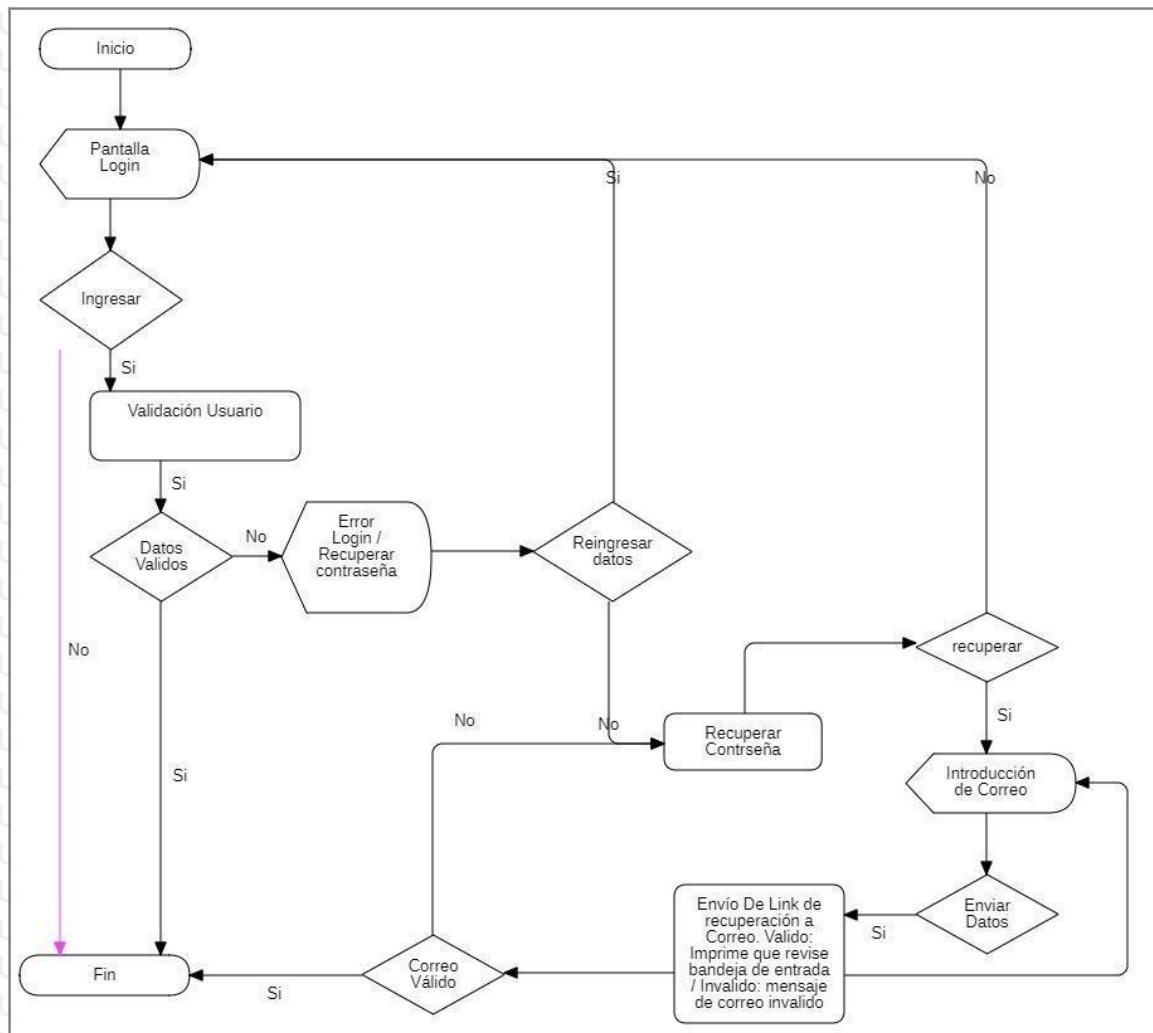 Inicio
Pantalla
Login
Si
No
Ingresar
Si
Validación Usuario
Si
Datos
Validos
No
Error
Login /
Recuperar
contraseña
Reingresar
datos
No
recuperar
Si
No
No
Recuperar
Contrseña
Si
Introducción
de Correo
Enviar
Datos
Si
Envío De Link de
recuperación a
Correo. Valido:
Imprime que revise
bandeja de entrada
/ Invalido: mensaje
de correo invalido
Correo
Válido
Si
Fin